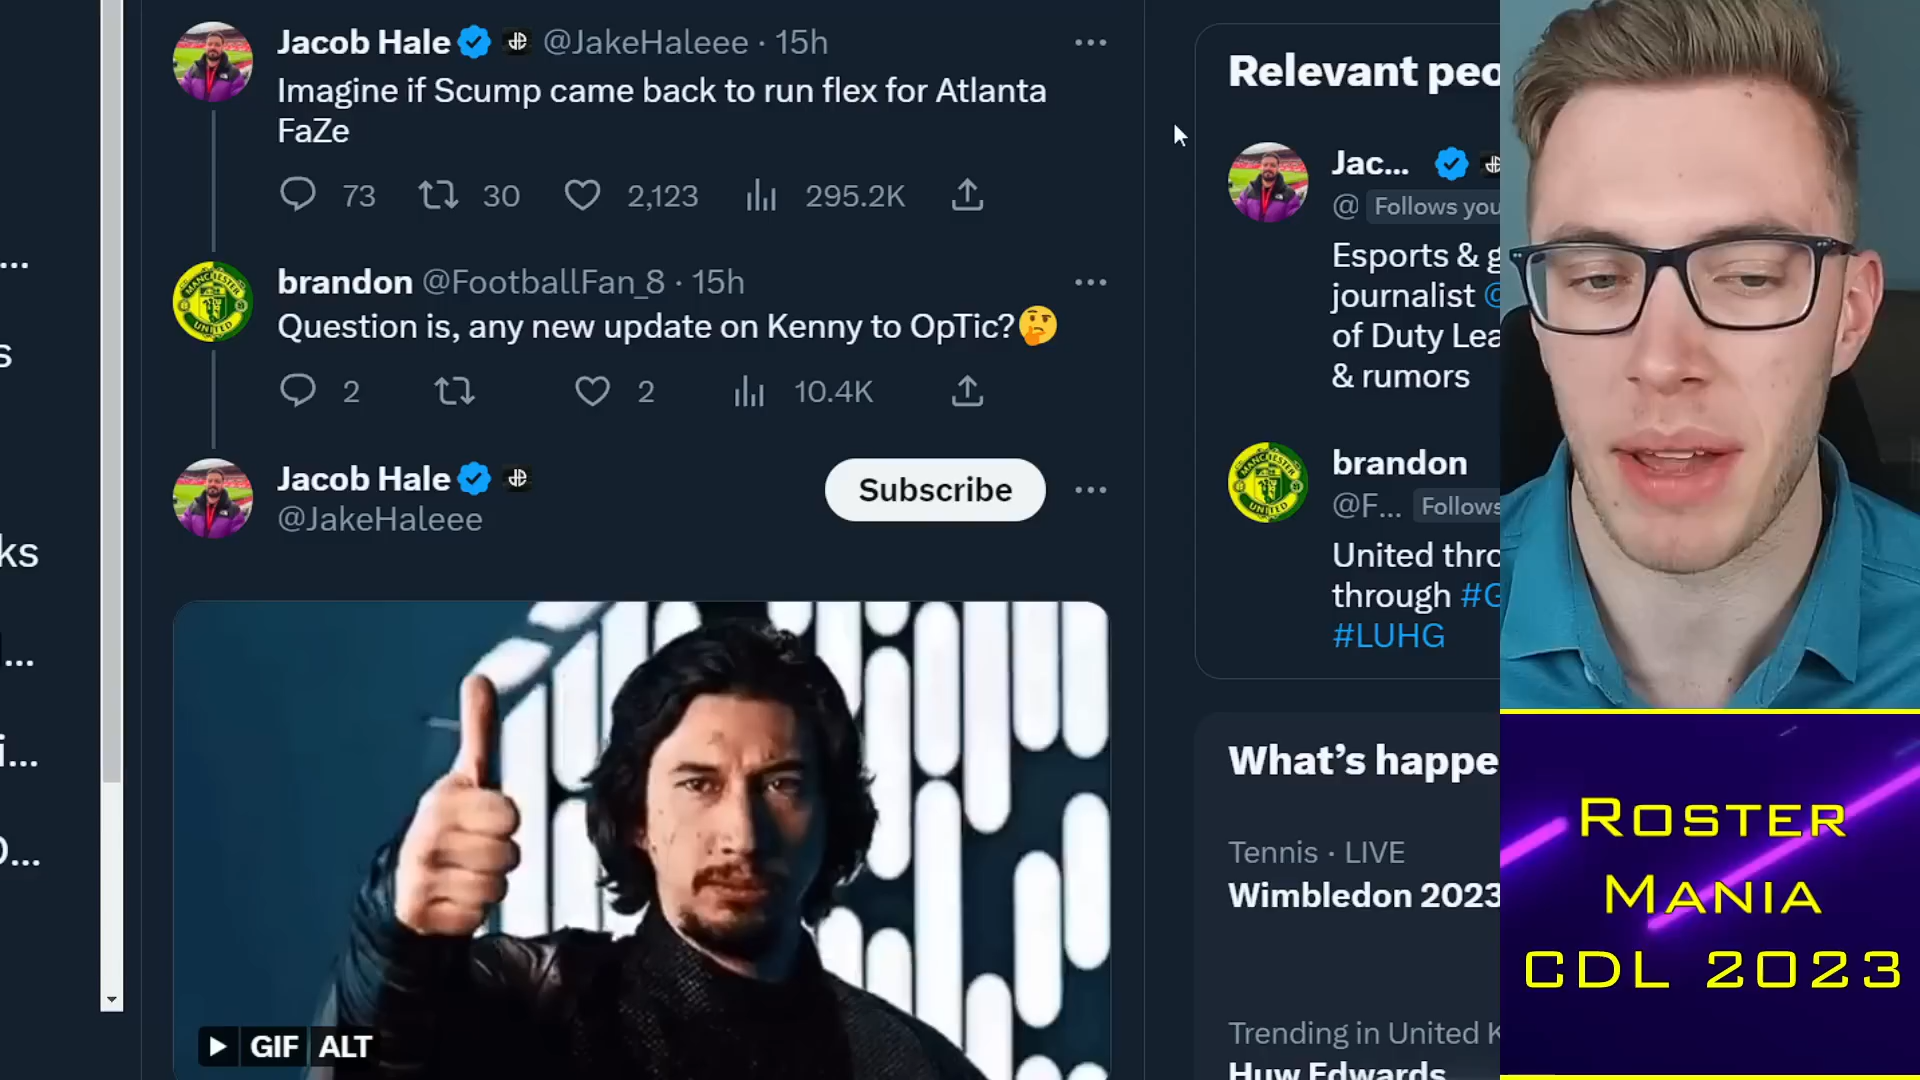 Jacob Hale @JakeHaleee · 15h
Imagine if Scump came back to run flex for Atlanta
FaZe
73 30 2,123 295.2K
brandon @FootballFan_8 · 15h
Question is, any new update on Kenny to OpTic?🤔
2 2 10.4K
Jacob Hale
@JakeHaleee
Subscribe
GIF ALT
...
s
ks
...
i...
...
Relevant peo
Jac...
@ Follows you
Esports & g
journalist @
of Duty Lea
& rumors
brandon
@F... Follows
United thro
through #G
#LUHG
What's happe
Tennis · LIVE
Wimbledon 2023
Trending in United K
Huw Edwards
ROSTER
MANIA
CDL 2023